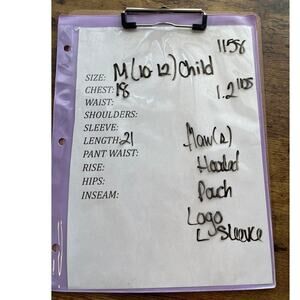 1158
SIZE: M (10-12) Child
CHEST: 18
1.2 lbs
WAIST:
SHOULDERS:
SLEEVE:
LENGTH: 21
PANT WAIST:
Hooded
RISE:
Pouch
HIPS:
Logo
INSEAM:
L Sleeve